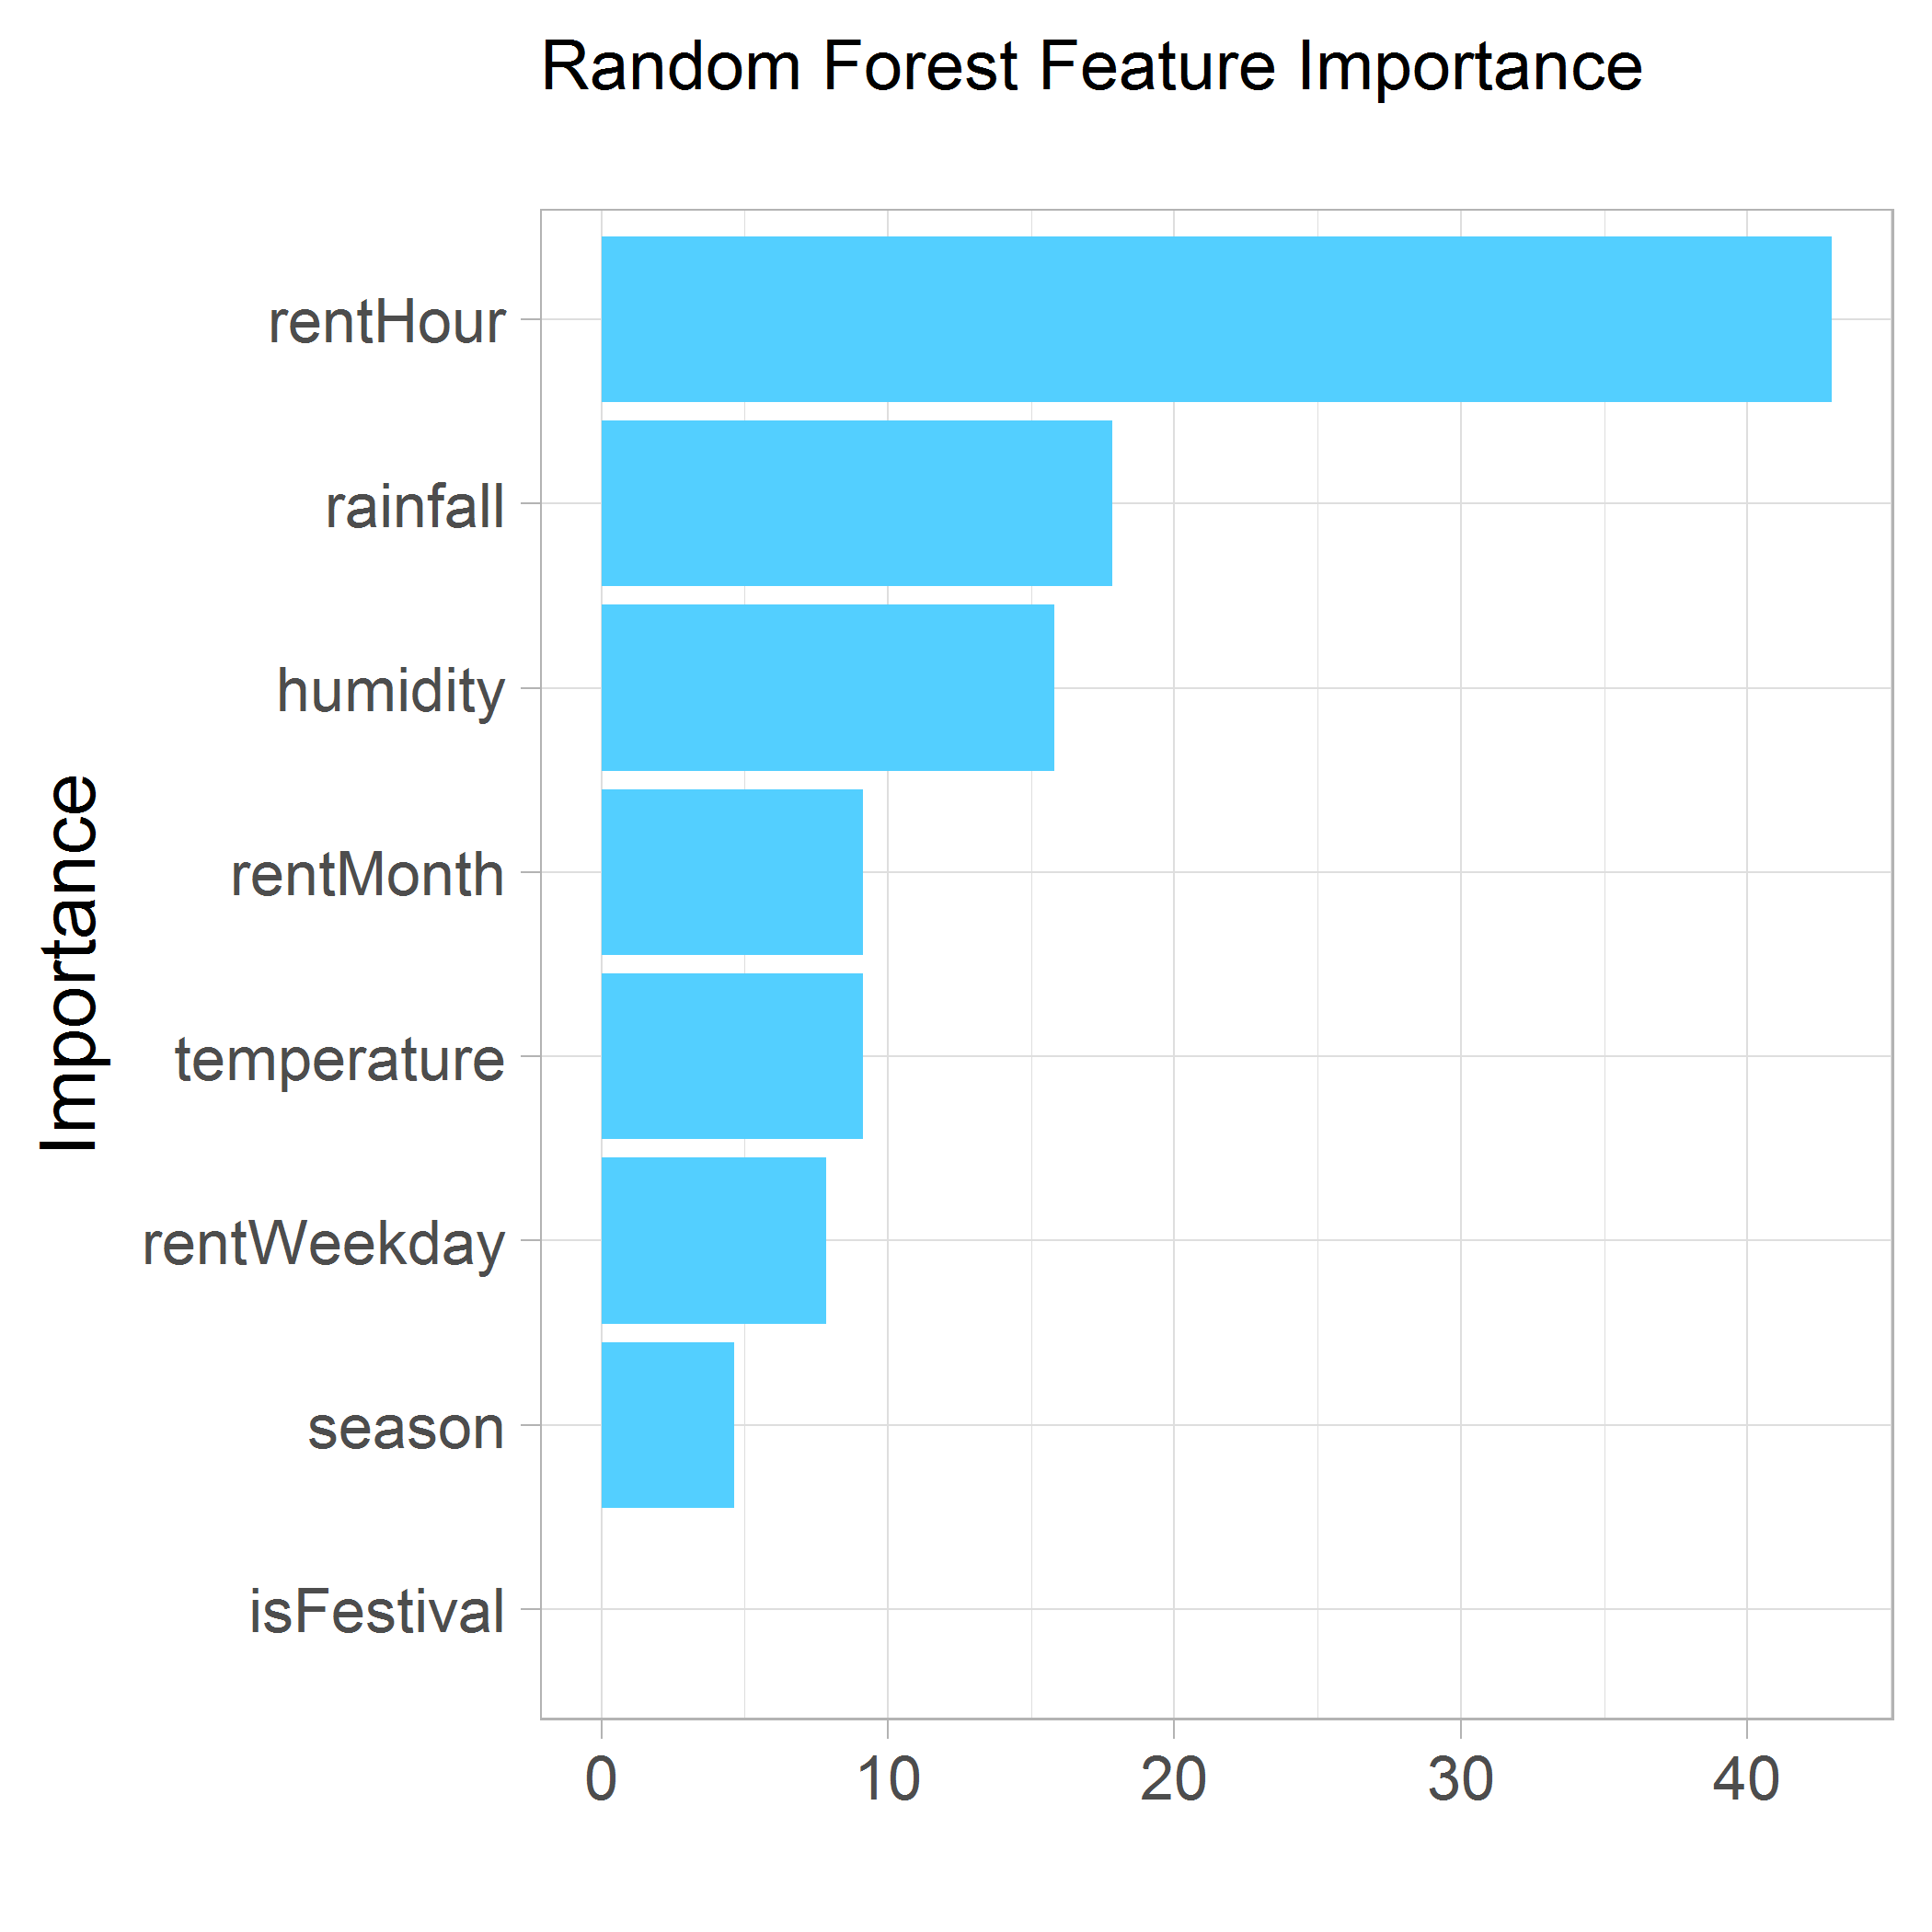 Random Forest Feature Importance
Importance
rentHour
rainfall
humidity
rentMonth
temperature
rentWeekday
season
isFestival
0 10 20 30 40